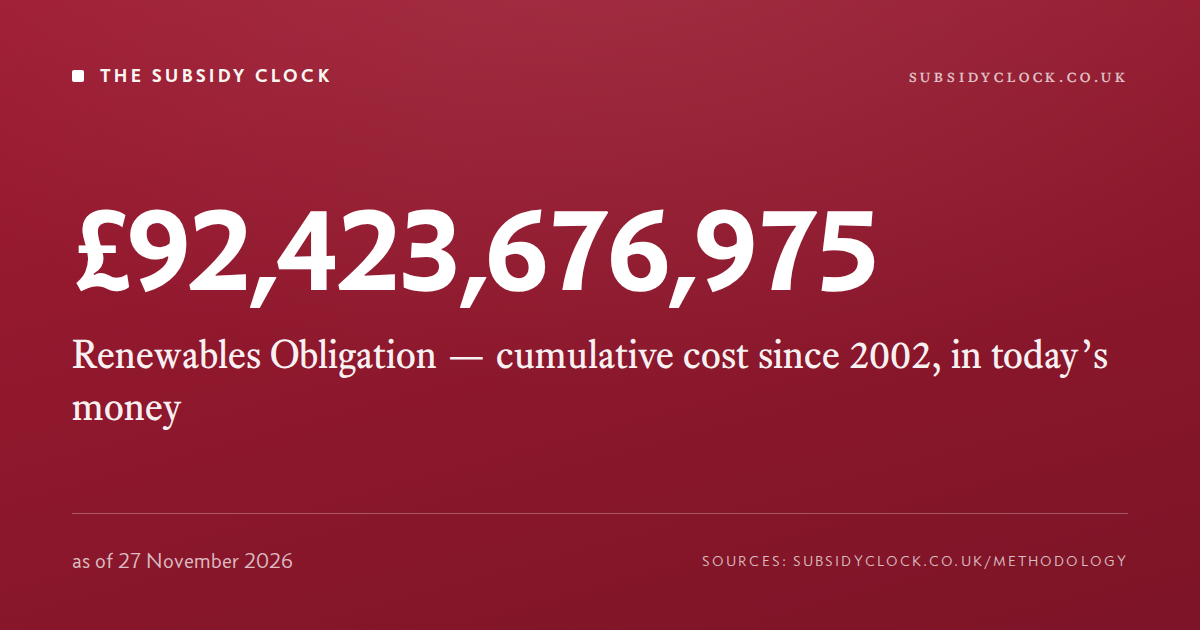 THE SUBSIDY CLOCK
SUBSIDYCLOCK.CO.UK
£92,423,676,975
Renewables Obligation — cumulative cost since 2002, in today’s
money
as of 27 November 2026
SOURCES: SUBSIDYCLOCK.CO.UK/METHODOLOGY